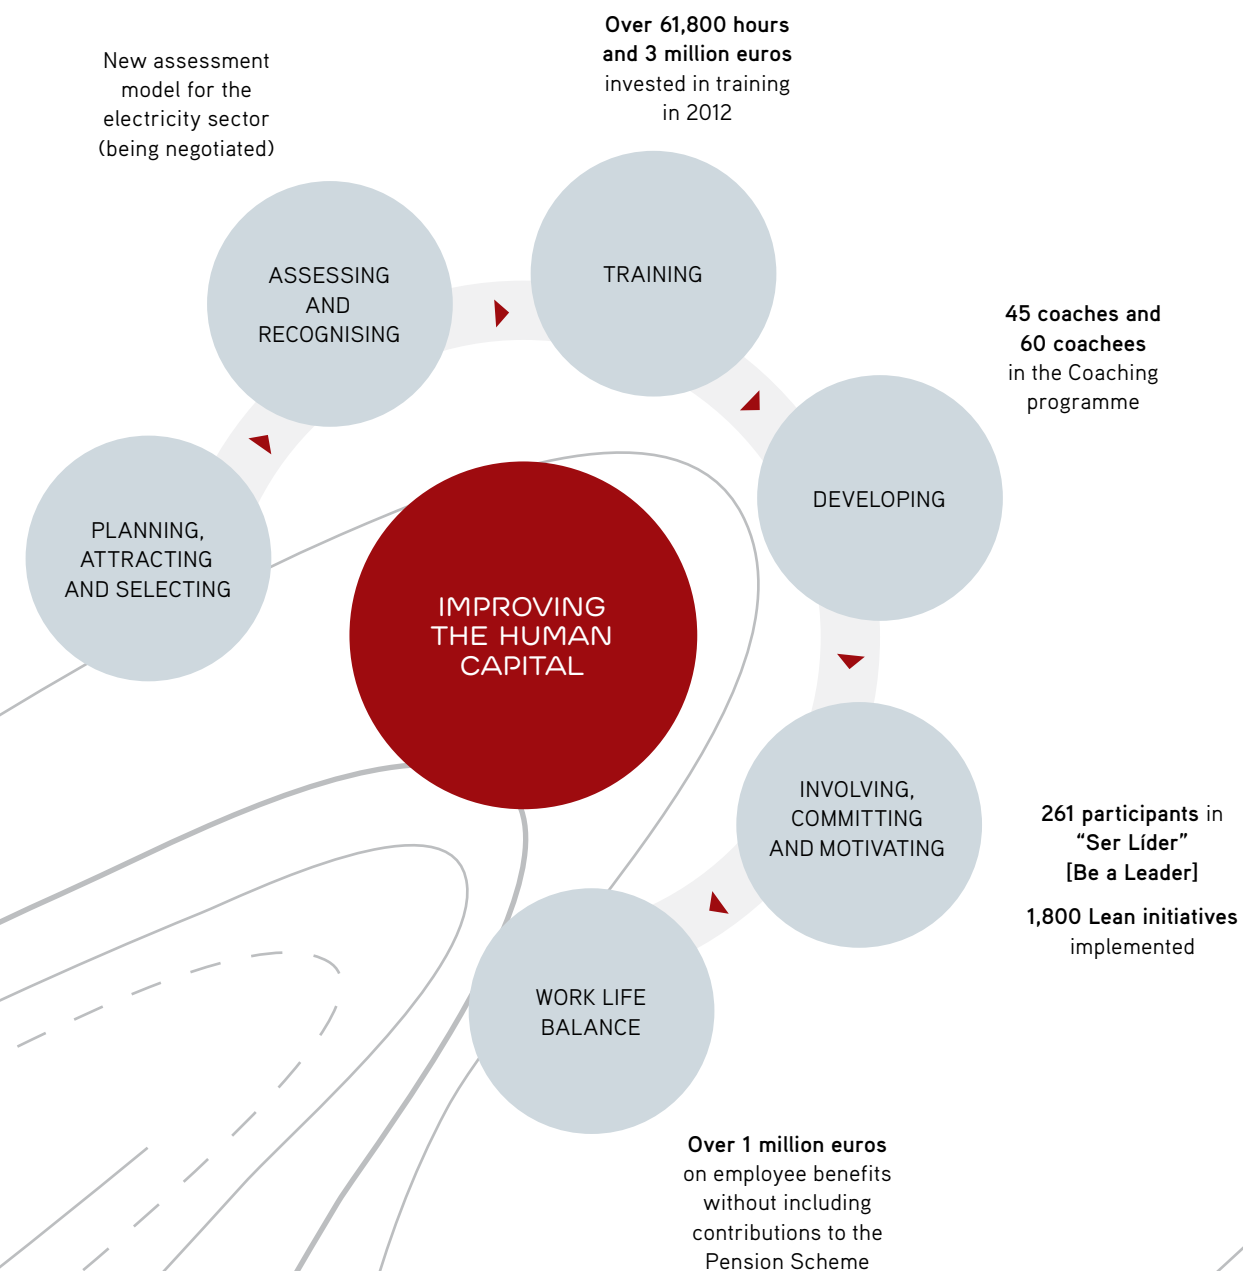 Over 61,800 hours
and 3 million euros
invested in training
in 2012
New assessment
model for the
electricity sector
(being negotiated)
ASSESSING
AND
RECOGNISING
TRAINING
45 coaches and
60 coachees
in the Coaching
programme
DEVELOPING
PLANNING,
ATTRACTING
AND SELECTING
IMPROVING
THE HUMAN
CAPITAL
INVOLVING,
COMMITTING
AND MOTIVATING
261 participants in
“Ser Líder”
[Be a Leader]
1,800 Lean initiatives
implemented
WORK LIFE
BALANCE
Over 1 million euros
on employee benefits
without including
contributions to the
Pension Scheme